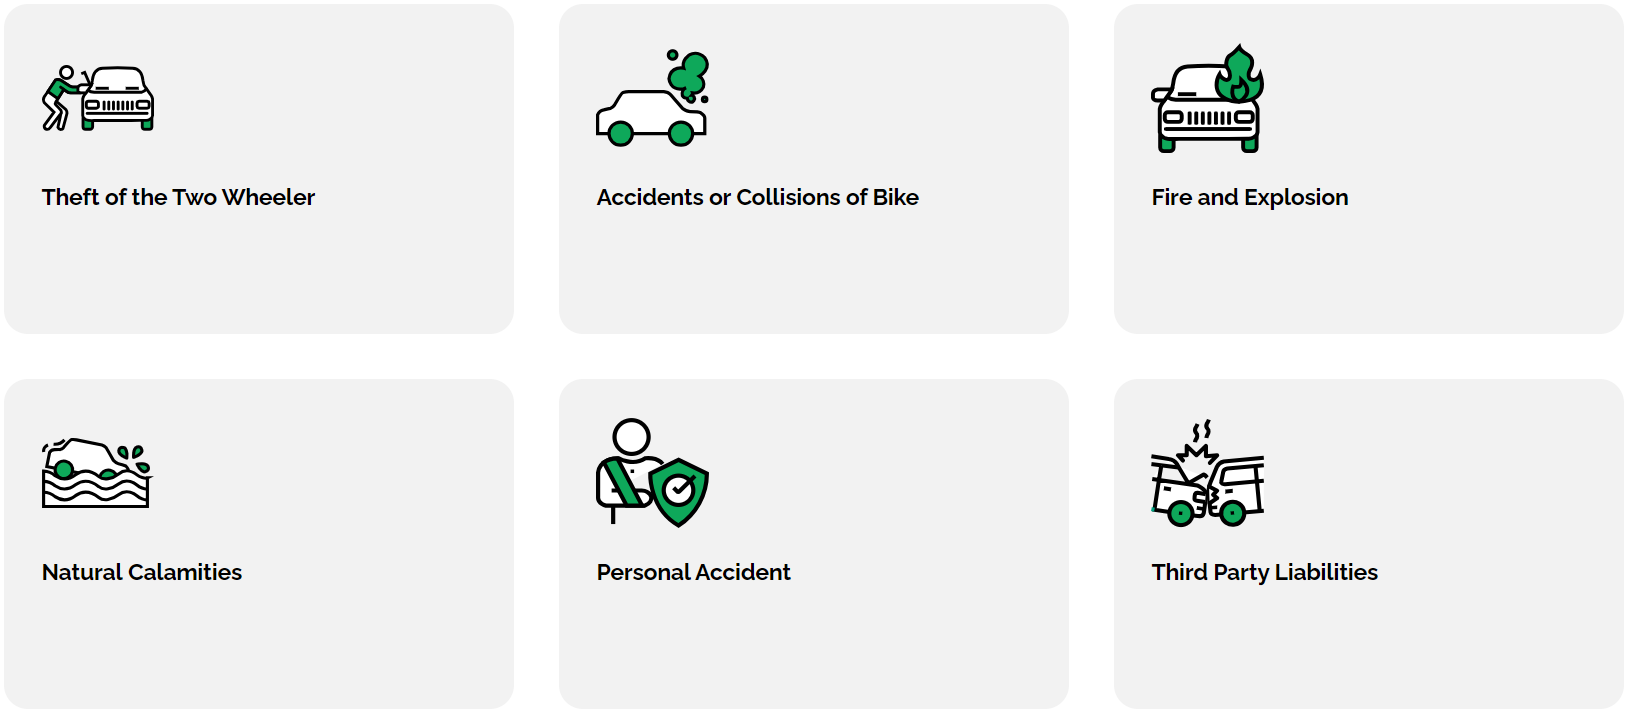 Theft of the Two Wheeler
Accidents or Collisions of Bike
Fire and Explosion
Natural Calamities
Personal Accident
Third Party Liabilities